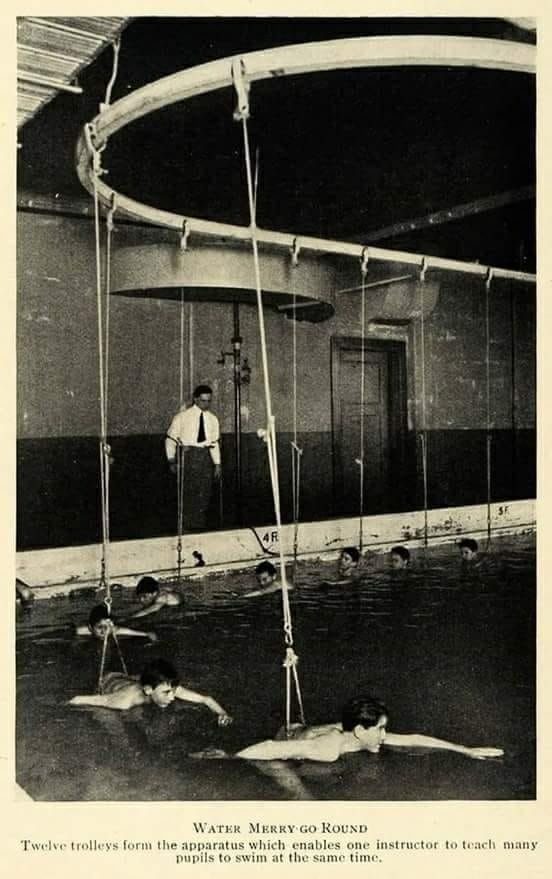 4 F.
5 F.
WATER MERRY-GO-ROUND
Twelve trolleys form the apparatus which enables one instructor to teach many
pupils to swim at the same time.